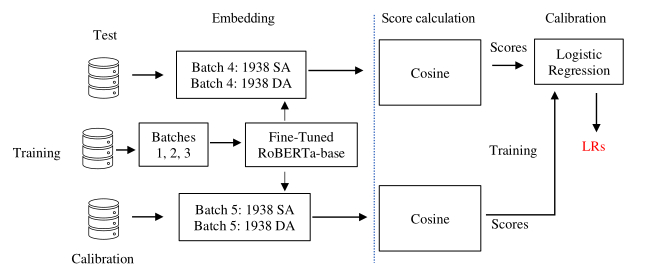 Embedding
Score calculation
Calibration
Test
Batch 4: 1938 SA
Batch 4: 1938 DA
Cosine
Scores
Logistic
Regression
Training
Batches
1, 2, 3
Fine-Tuned
RoBERTa-base
Training
LRs
Batch 5: 1938 SA
Batch 5: 1938 DA
Cosine
Scores
Calibration